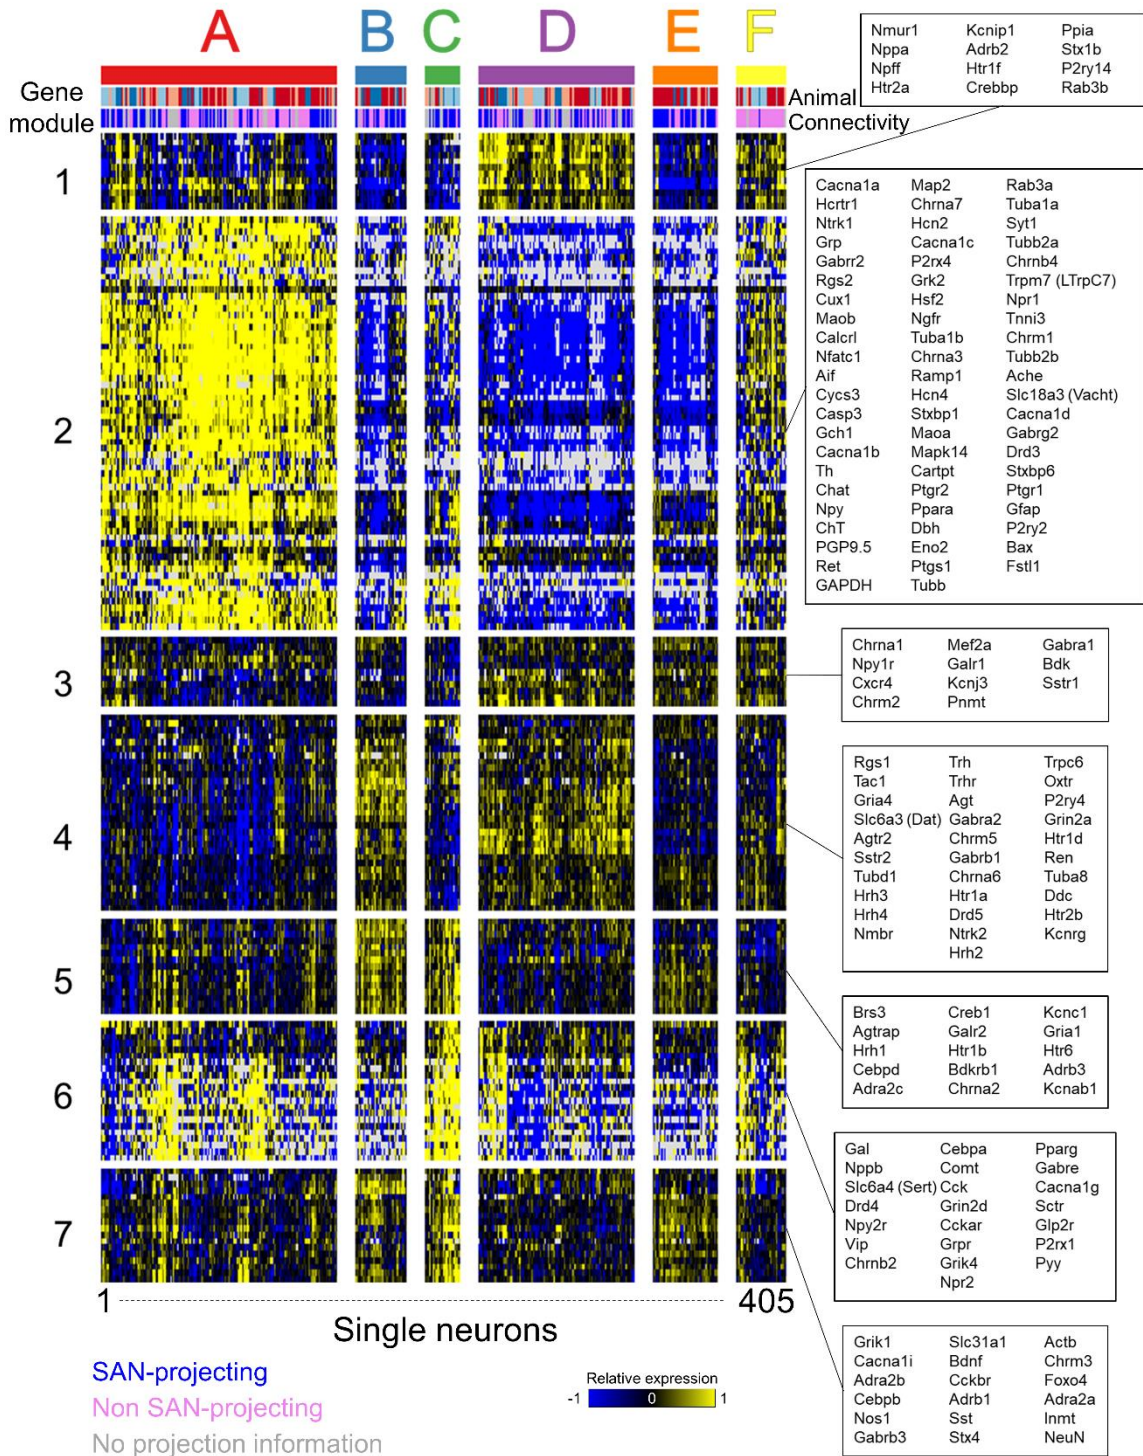 A B C D E F
Gene
module
Animal
Connectivity
1
2
3
4
5
6
7
Nmur1 Kcnip1 Ppia
Nppa Adrb2 Stx1b
Npff Htr1f P2ry14
Htr2a Crebbp Rab3b
Cacna1a Map2 Rab3a
Hcrtr1 Chrna7 Tuba1a
Ntrk1 Hcn2 Syt1
Grp Cacna1c Tubb2a
Gabrr2 P2rx4 Chrnb4
Rgs2 Grk2 Trpm7 (LTrpC7)
Cux1 Hsf2 Npr1
Maob Ngfr Tnni3
Calcrl Tuba1b Chrm1
Nfatc1 Chrna3 Tubb2b
Aif Ramp1 Ache
Cycs3 Hcn4 Slc18a3 (Vacht)
Casp3 Stxbp1 Cacna1d
Gch1 Maoa Gabrg2
Cacna1b Mapk14 Drd3
Th Cartpt Stxbp6
Chat Ptgr2 Ptgr1
Npy Ppara Gfap
ChT Dbh P2ry2
PGP9.5 Eno2 Bax
Ret Ptgs1 Fstl1
GAPDH Tubb
Chrna1 Mef2a Gabra1
Npy1r Galr1 Bdk
Cxcr4 Kcnj3 Sstr1
Chrm2 Pnmt
Rgs1 Trh Trpc6
Tac1 Trhr Oxtr
Gria4 Agt P2ry4
Slc6a3 (Dat) Gabra2 Grin2a
Agtr2 Chrm5 Htr1d
Sstr2 Gabrb1 Ren
Tubd1 Chrna6 Tuba8
Hrh3 Htr1a Ddc
Hrh4 Drd5 Htr2b
Nmbr Ntrk2 Kcnrg
Hrh2
Brs3 Creb1 Kcnc1
Agtrap Galr2 Gria1
Hrh1 Htr1b Htr6
Cebpd Bdkrb1 Adrb3
Adra2c Chrna2 Kcnab1
Gal Cebpa Pparg
Nppb Comt Gabre
Slc6a4 (Sert) Cck Cacna1g
Drd4 Grin2d Sctr
Npy2r Cckar Glp2r
Vip Grpr P2rx1
Chrnb2 Grik4 Pyy
Npr2
Grik1 Slc31a1 Actb
Cacna1i Bdnf Chrm3
Adra2b Cckbr Foxo4
Cebpb Adrb1 Adra2a
Nos1 Sst Inmt
Gabrb3 Stx4 NeuN
1 405
Single neurons
SAN-projecting
Non SAN-projecting
No projection information
Relative expression
-1 0 1